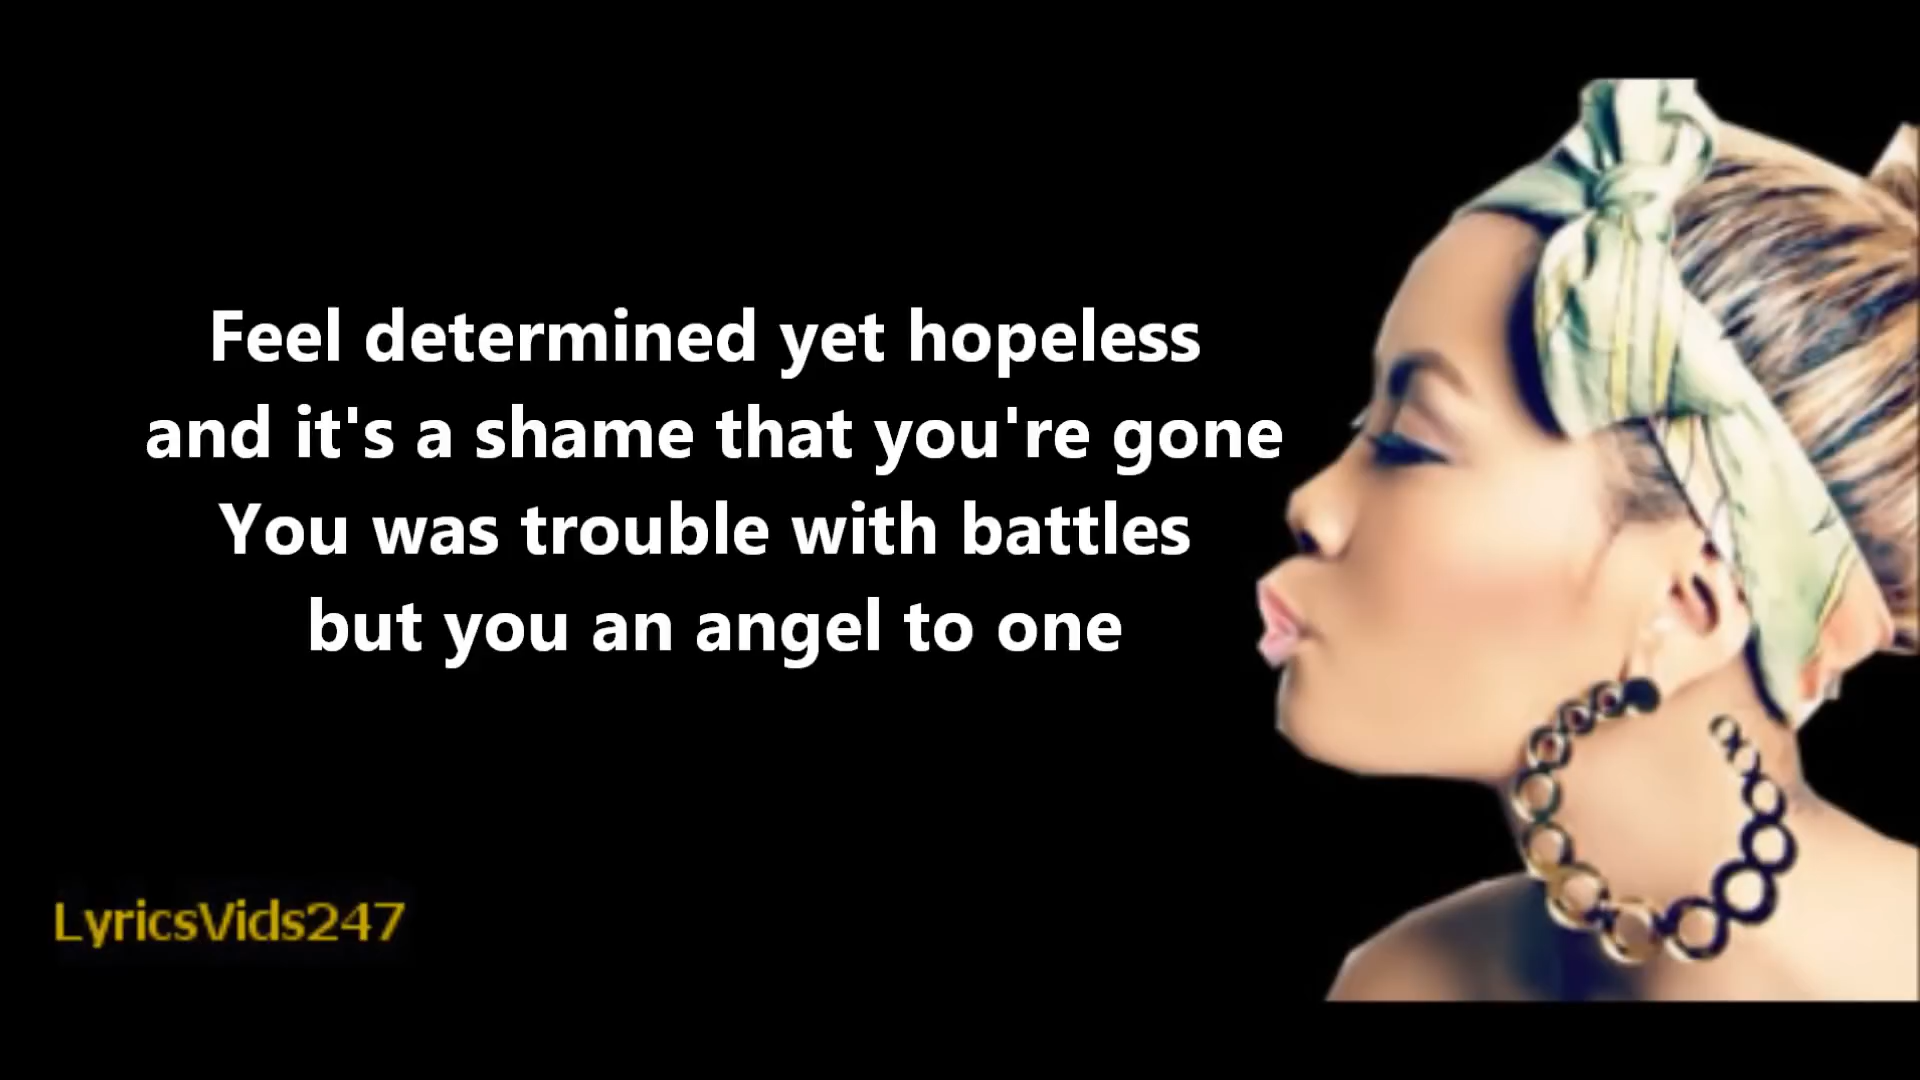 Feel determined yet hopeless
and it's a shame that you're gone
You was trouble with battles
but you an angel to one
LyricsVids247